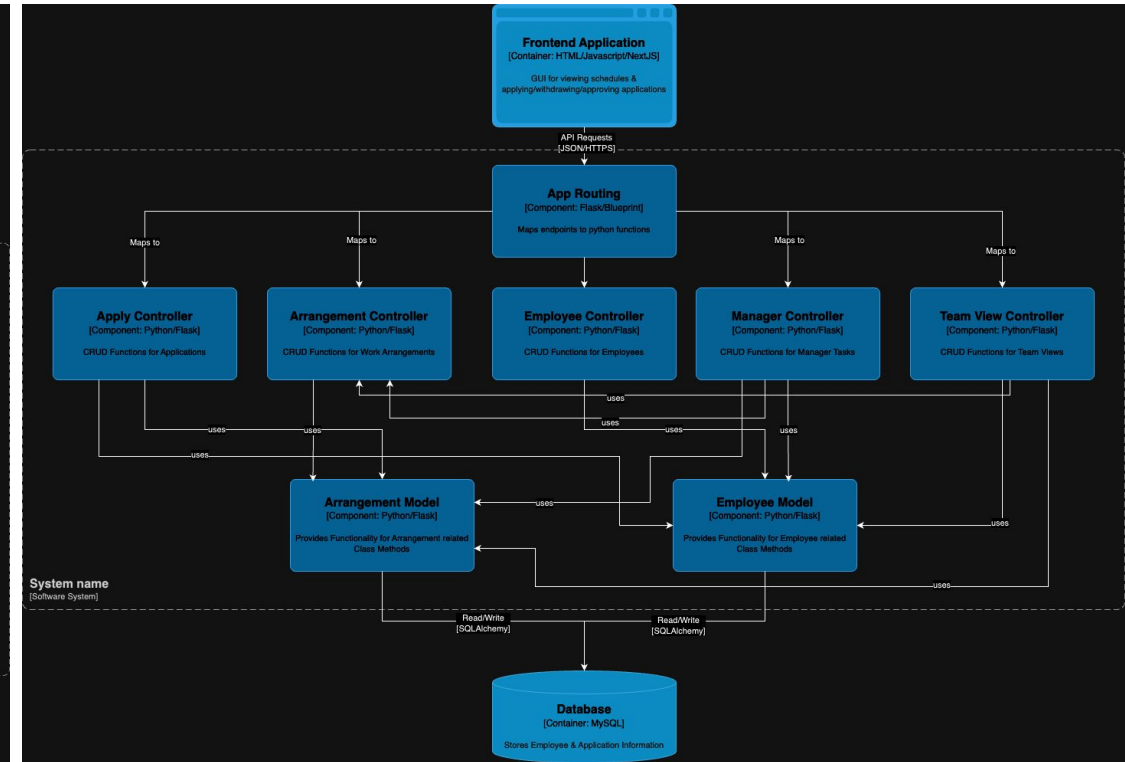 Frontend Application
[Container: HTML/Javascript/NextJS]
GUI for viewing schedules &
applying/withdrawing/approving applications
API Requests
[JSON/HTTPS]
App Routing
[Component: Flask/Blueprint]
Maps endpoints to python functions
Maps to
Maps to
Maps to
Maps to
Apply Controller
[Component: Python/Flask]
CRUD Functions for Applications
Arrangement Controller
[Component: Python/Flask]
CRUD Functions for Work Arrangements
Employee Controller
[Component: Python/Flask]
CRUD Functions for Employees
Manager Controller
[Component: Python/Flask]
CRUD Functions for Manager Tasks
Team View Controller
[Component: Python/Flask]
CRUD Functions for Team Views
uses
uses
uses
uses
uses
uses
uses
uses
uses
uses
Arrangement Model
[Component: Python/Flask]
Provides Functionality for Arrangement related
Class Methods
Employee Model
[Component: Python/Flask]
Provides Functionality for Employee related
Class Methods
System name
[Software System]
Read/Write
[SQLAlchemy]
Read/Write
[SQLAlchemy]
Database
[Container: MySQL]
Stores Employee & Application Information